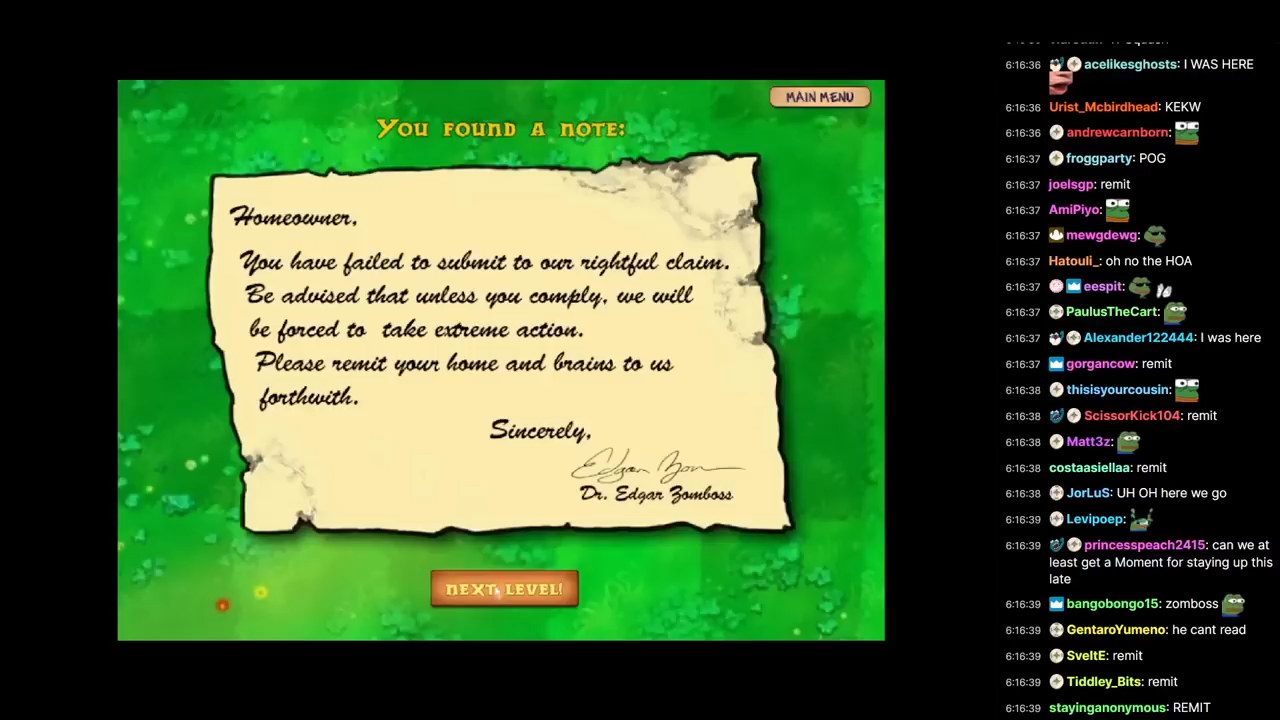 MAIN MENU
YOU FOUND A NOTE:
Homeowner,
You have failed to submit to our rightful claim.
Be advised that unless you comply, we will
be forced to take extreme action.
Please remit your home and brains to us
forthwith.
Sincerely,
Edgar Zom
Dr. Edgar Zomboss
NEXT LEVEL!
6:16:36 acelikesghosts: I WAS HERE
6:16:36 Urist_Mcbirdhead: KEKW
6:16:36 andrewcarnborn:
6:16:37 froggparty: POG
6:16:37 joelsgp: remit
6:16:37 AmiPiyo:
6:16:37 mewgdewg:
6:16:37 Hatouli_: oh no the HOA
6:16:37 eespit:
6:16:37 PaulusTheCart:
6:16:37 Alexander122444: I was here
6:16:37 gorgancow: remit
6:16:38 thisisyourcousin:
6:16:38 ScissorKick104: remit
6:16:38 Matt3z:
6:16:38 costaasiellaa: remit
6:16:38 JorLuS: UH OH here we go
6:16:39 Levipoep:
6:16:39 princesspeach2415: can we at
least get a Moment for staying up this
late
6:16:39 bangobongo15: zomboss
6:16:39 GentaroYumeno: he cant read
6:16:39 SveltE: remit
6:16:39 Tiddley_Bits: remit
6:16:39 stayinganonymous: REMIT